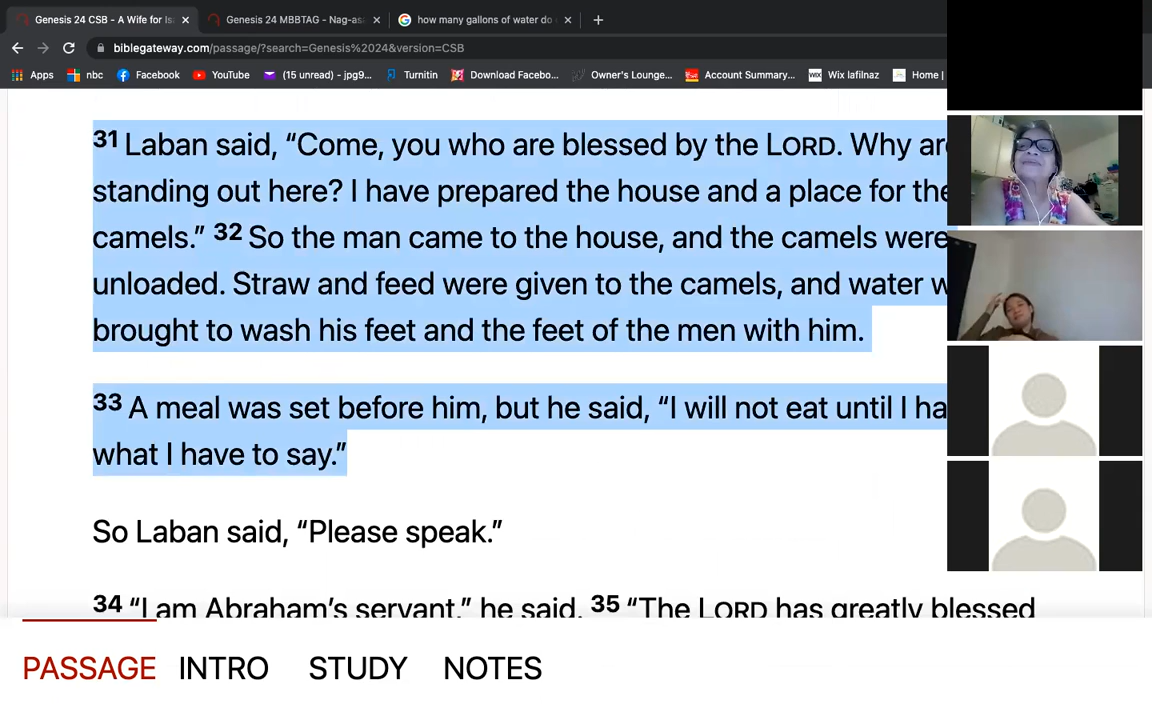 Genesis 24 CSB - A Wife for Isa
Genesis 24 MBBTAG - Nag-asa
how many gallons of water do
biblegateway.com/passage/?search=Genesis%2024&version=CSB
Apps
nbc
Facebook
YouTube
(15 unread) - jpg9...
Turnitin
Download Facebo...
Owner's Lounge...
Account Summary...
WIX
Wix lafilnaz
Home |
31 Laban said, “Come, you who are blessed by the LORD. Why are
standing out here? I have prepared the house and a place for the
camels.” 32 So the man came to the house, and the camels were
unloaded. Straw and feed were given to the camels, and water w
brought to wash his feet and the feet of the men with him.
33 A meal was set before him, but he said, “I will not eat until I ha
what I have to say.”
So Laban said, “Please speak.”
34 “I am Abraham’s servant,” he said. 35 “The LORD has greatly blessed
PASSAGE INTRO STUDY NOTES